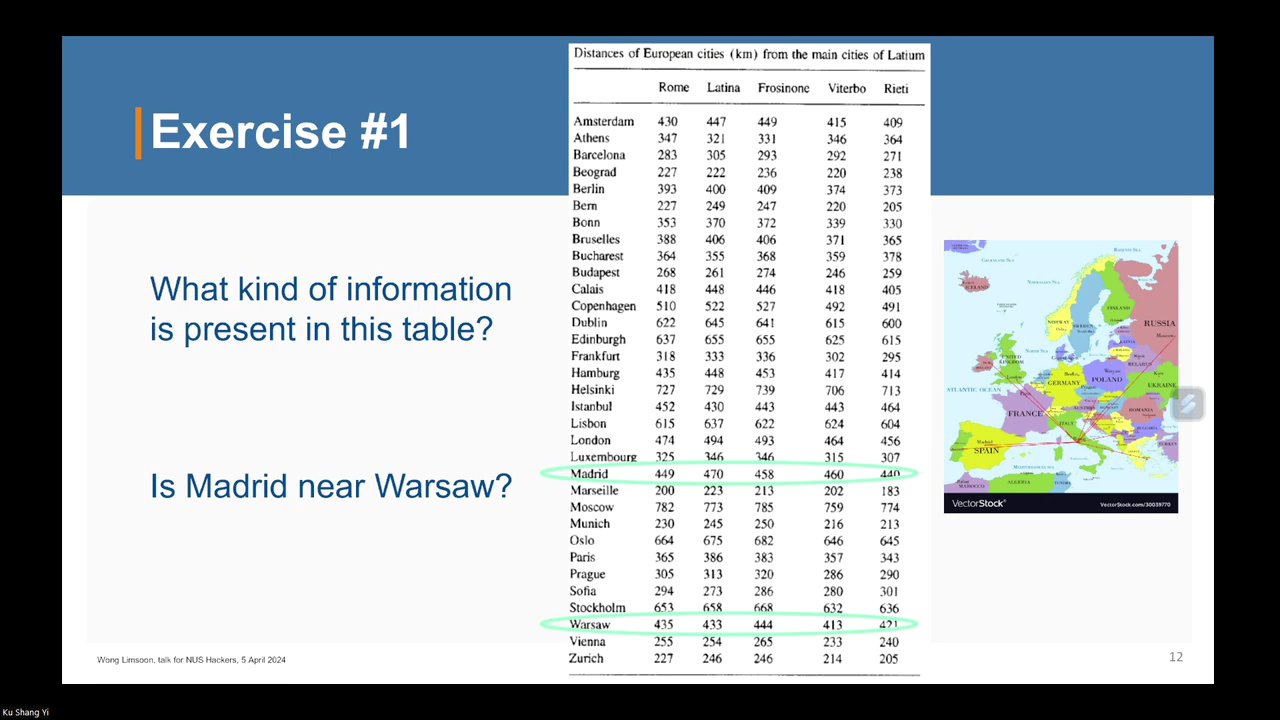 Exercise #1
What kind of information
is present in this table?
Is Madrid near Warsaw?
Distances of European cities (km) from the main cities of Latium
Rome Latina Frosinone Viterbo Rieti
Amsterdam 430 447 449 415 409
Athens 347 321 331 346 364
Barcelona 283 305 293 292 271
Beograd 227 222 236 220 238
Berlin 393 400 409 374 373
Bern 227 249 247 220 205
Bonn 353 370 372 339 330
Bruselles 388 406 406 371 365
Bucharest 364 355 368 359 378
Budapest 268 261 274 246 259
Calais 418 448 446 418 405
Copenhagen 510 522 527 492 491
Dublin 622 645 641 615 600
Edinburgh 637 655 655 625 615
Frankfurt 318 333 336 302 295
Hamburg 435 448 453 417 414
Helsinki 727 729 739 706 713
Istanbul 452 430 443 443 464
Lisbon 615 637 622 624 604
London 474 494 493 464 456
Luxembourg 325 346 346 315 307
Madrid 449 470 458 460 440
Marseille 200 223 213 202 183
Moscow 782 773 785 759 774
Munich 230 245 250 216 213
Oslo 664 675 682 646 645
Paris 365 386 383 357 343
Prague 305 313 320 286 290
Sofia 294 273 286 280 301
Stockholm 653 658 668 632 636
Warsaw 435 433 444 413 421
Vienna 255 254 265 233 240
Zurich 227 246 246 214 205
ICELAND
FINLAND
NORWAY
SWEDEN
RUSSIA
UNITED
KINGDOM
BELARUS
POLAND
GERMANY
UKRAINE
ATLANTIC OCEAN
FRANCE
ROMANIA
ITALY
Madrid
SPAIN
MOROCCO
ALGERIA
VectorStock®
VectorStock.com/30039770
Wong Limsoon, talk for NUS Hackers, 5 April 2024
12
Ku Shang Yi